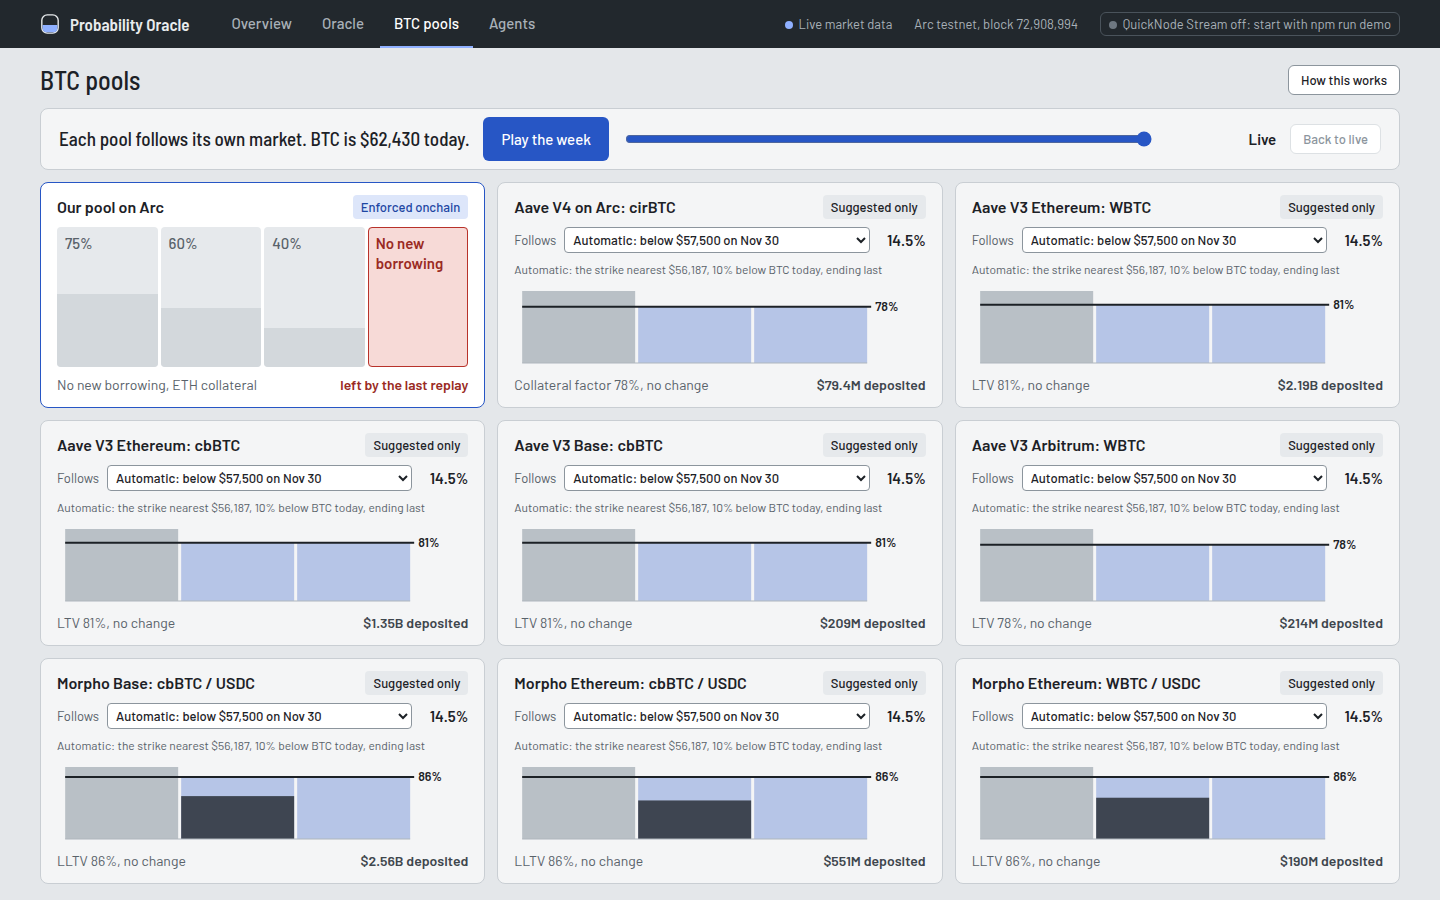 Probability Oracle
Overview
Oracle
BTC pools
Agents
Live market data
Arc testnet, block 72,908,994
QuickNode Stream off: start with npm run demo
BTC pools
How this works
Each pool follows its own market. BTC is $62,430 today.
Play the week
Live
Back to live
Our pool on Arc
Enforced onchain
75%
60%
40%
No new
borrowing
No new borrowing, ETH collateral
left by the last replay
Aave V4 on Arc: cirBTC
Suggested only
Follows
Automatic: below $57,500 on Nov 30
14.5%
Automatic: the strike nearest $56,187, 10% below BTC today, ending last
78%
Collateral factor 78%, no change
$79.4M deposited
Aave V3 Ethereum: WBTC
Suggested only
Follows
Automatic: below $57,500 on Nov 30
14.5%
Automatic: the strike nearest $56,187, 10% below BTC today, ending last
81%
LTV 81%, no change
$2.19B deposited
Aave V3 Ethereum: cbBTC
Suggested only
Follows
Automatic: below $57,500 on Nov 30
14.5%
Automatic: the strike nearest $56,187, 10% below BTC today, ending last
81%
LTV 81%, no change
$1.35B deposited
Aave V3 Base: cbBTC
Suggested only
Follows
Automatic: below $57,500 on Nov 30
14.5%
Automatic: the strike nearest $56,187, 10% below BTC today, ending last
81%
LTV 81%, no change
$209M deposited
Aave V3 Arbitrum: WBTC
Suggested only
Follows
Automatic: below $57,500 on Nov 30
14.5%
Automatic: the strike nearest $56,187, 10% below BTC today, ending last
78%
LTV 78%, no change
$214M deposited
Morpho Base: cbBTC / USDC
Suggested only
Follows
Automatic: below $57,500 on Nov 30
14.5%
Automatic: the strike nearest $56,187, 10% below BTC today, ending last
86%
LLTV 86%, no change
$2.56B deposited
Morpho Ethereum: cbBTC / USDC
Suggested only
Follows
Automatic: below $57,500 on Nov 30
14.5%
Automatic: the strike nearest $56,187, 10% below BTC today, ending last
86%
LLTV 86%, no change
$551M deposited
Morpho Ethereum: WBTC / USDC
Suggested only
Follows
Automatic: below $57,500 on Nov 30
14.5%
Automatic: the strike nearest $56,187, 10% below BTC today, ending last
86%
LLTV 86%, no change
$190M deposited